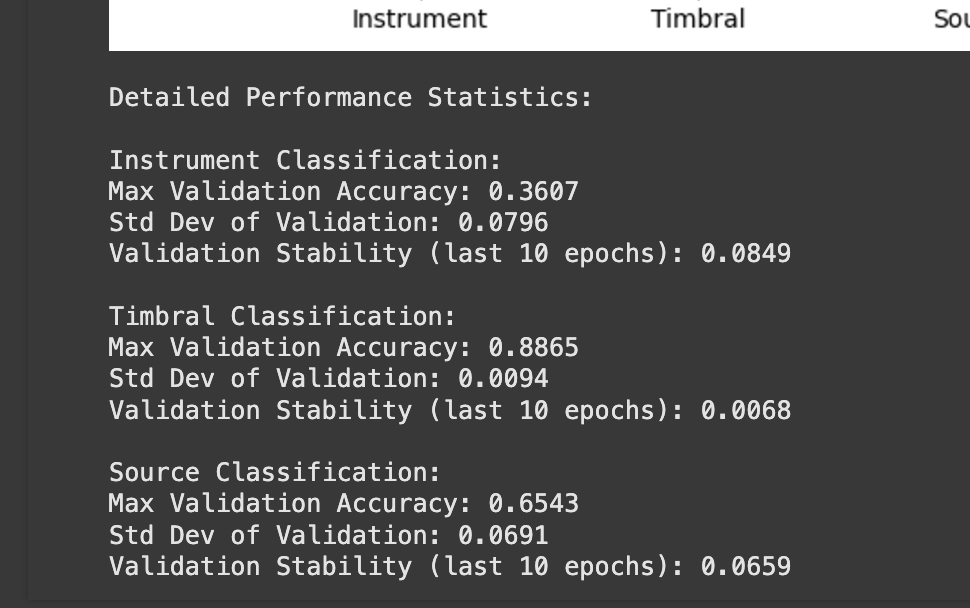 Instrument Timbral
Detailed Performance Statistics:
Instrument Classification:
Max Validation Accuracy: 0.3607
Std Dev of Validation: 0.0796
Validation Stability (last 10 epochs): 0.0849
Timbral Classification:
Max Validation Accuracy: 0.8865
Std Dev of Validation: 0.0094
Validation Stability (last 10 epochs): 0.0068
Source Classification:
Max Validation Accuracy: 0.6543
Std Dev of Validation: 0.0691
Validation Stability (last 10 epochs): 0.0659